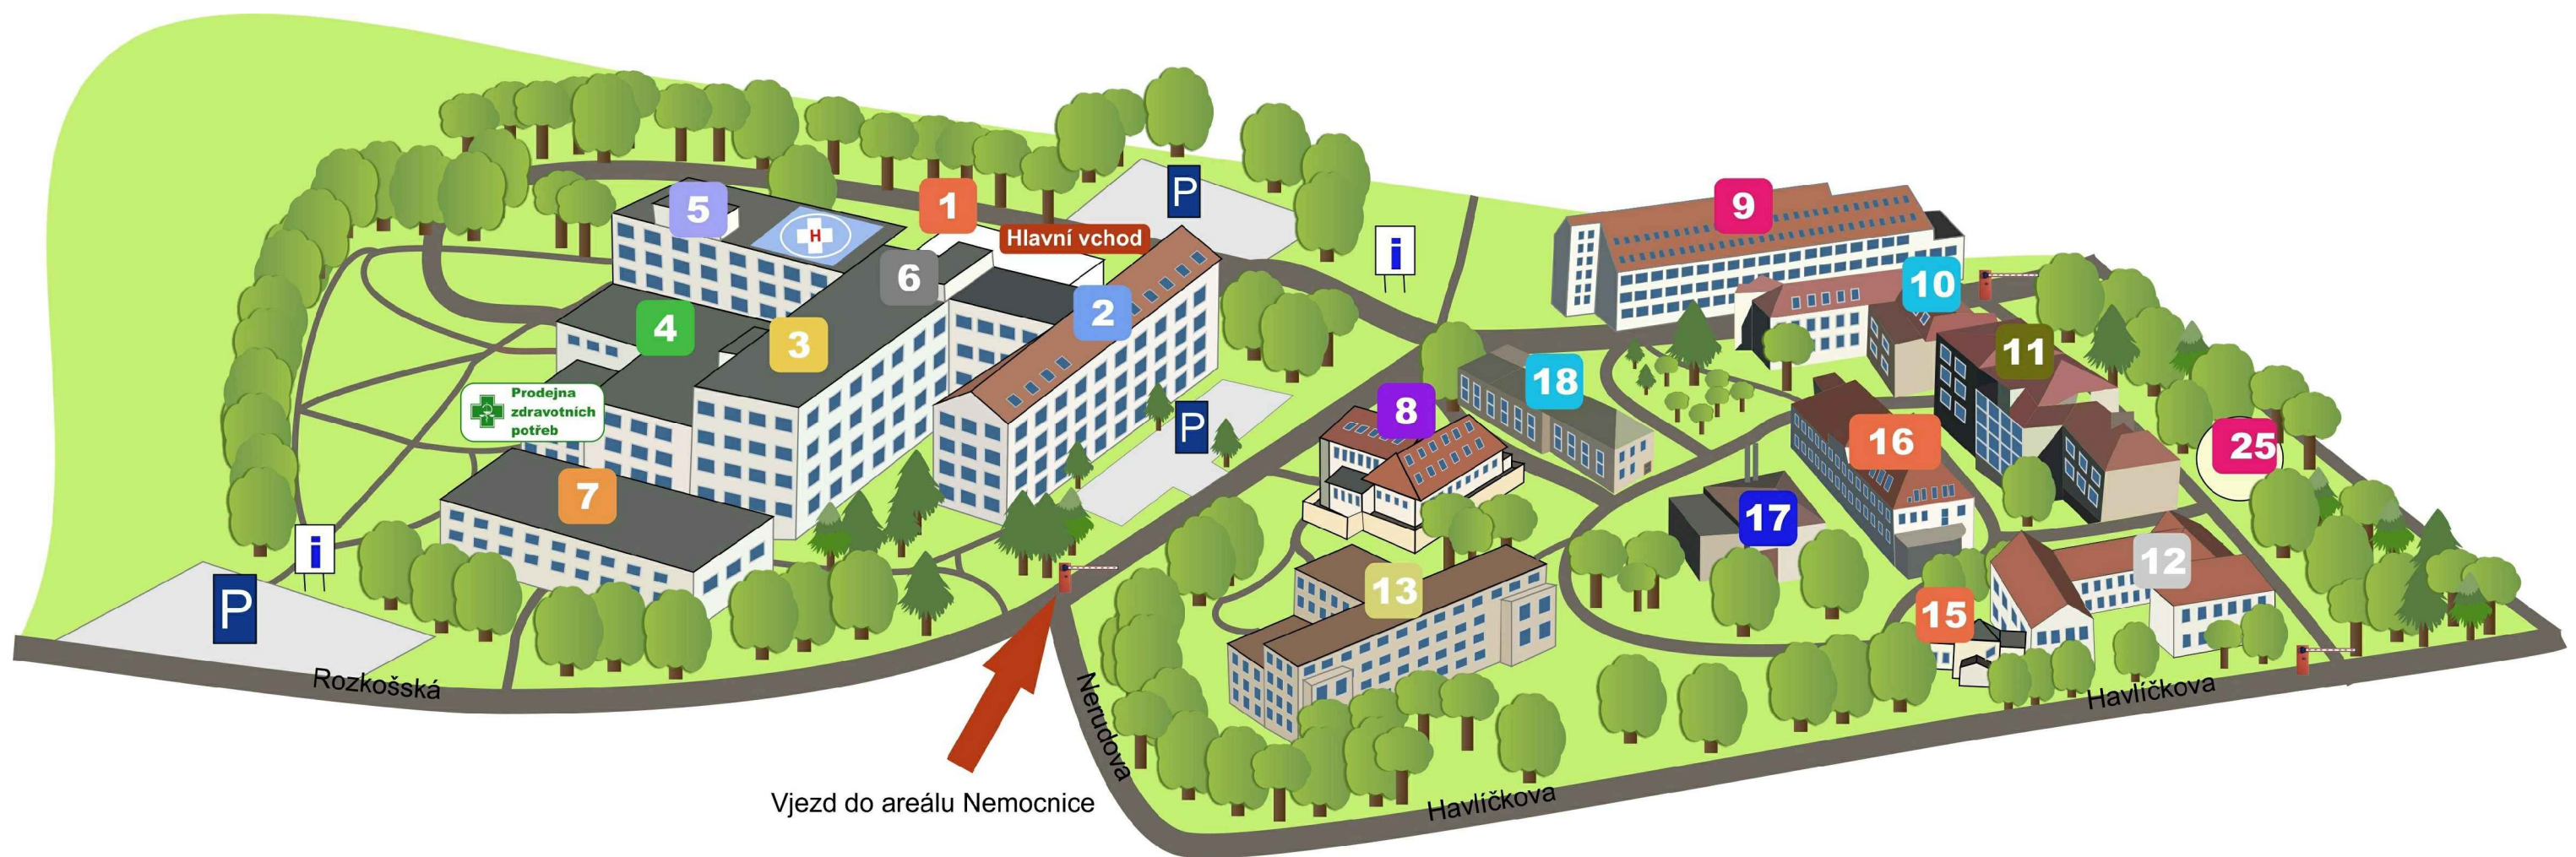 P
5
1
H
Hlavní vchod
9
i
6
10
2
4
3
11
18
Prodejna
zdravotních
potřeb
8
P
16
25
7
17
i
12
13
P
15
Rozkošská
Nerudova
Havlíčkova
Vjezd do areálu Nemocnice
Havlíčkova